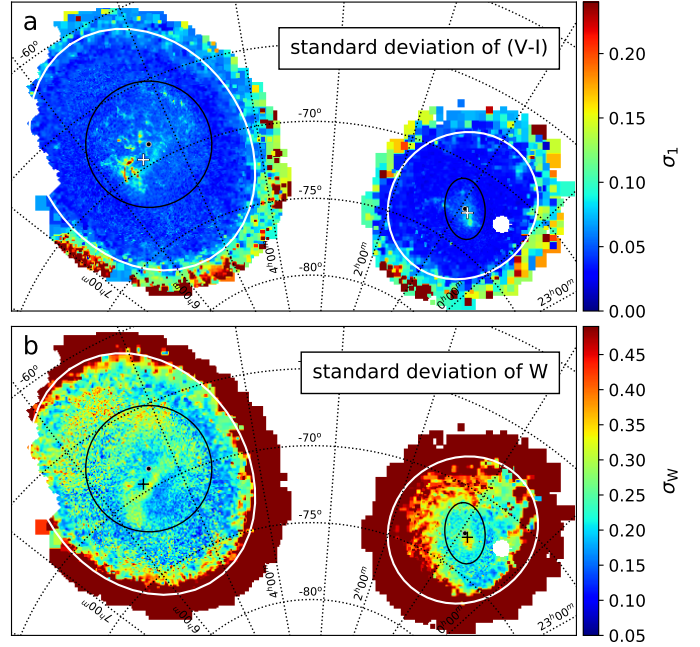 a
standard deviation of (V-I)
-60°
-70°
-75°
-80°
7ʰ00ᵐ
4ʰ00ᵐ
2ʰ00ᵐ
0ʰ00ᵐ
23ʰ00ᵐ
0.20
0.15
0.10
0.05
0.00
σ₁
b
standard deviation of W
-60°
-70°
-75°
-80°
7ʰ00ᵐ
4ʰ00ᵐ
2ʰ00ᵐ
0ʰ00ᵐ
23ʰ00ᵐ
0.45
0.40
0.35
0.30
0.25
0.20
0.15
0.10
0.05
σ_W